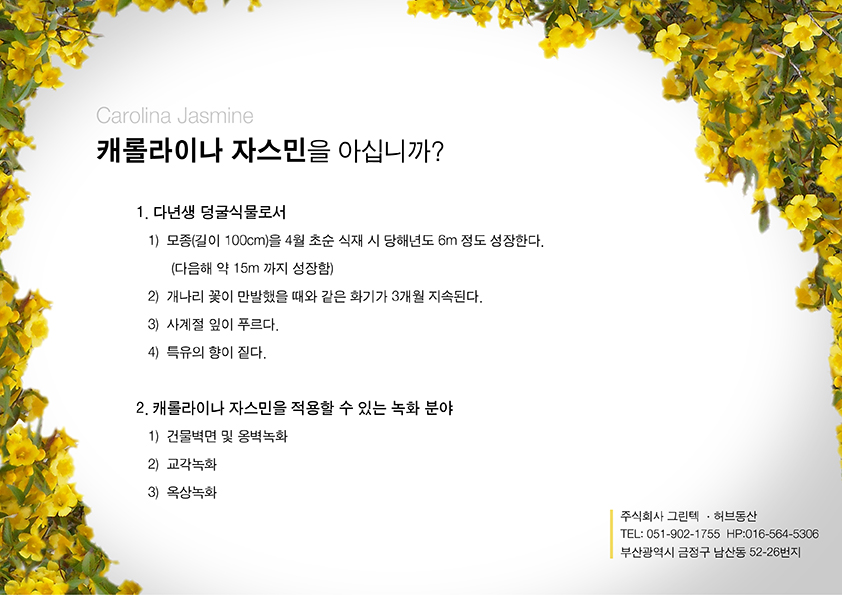 Carolina Jasmine
캐롤라이나 자스민을 아십니까?
1. 다년생 덩굴식물로서
1) 모종(길이 100cm)을 4월 초순 식재 시 당해년도 6m 정도 성장한다.
(다음해 약 15m 까지 성장함)
2) 개나리 꽃이 만발했을 때와 같은 화기가 3개월 지속된다.
3) 사계절 잎이 푸르다.
4) 특유의 향이 짙다.
2. 캐롤라이나 자스민을 적용할 수 있는 녹화 분야
1) 건물벽면 및 옹벽녹화
2) 교각녹화
3) 옥상녹화
주식회사 그린텍 · 허브동산
TEL: 051-902-1755 HP:016-564-5306
부산광역시 금정구 남산동 52-26번지